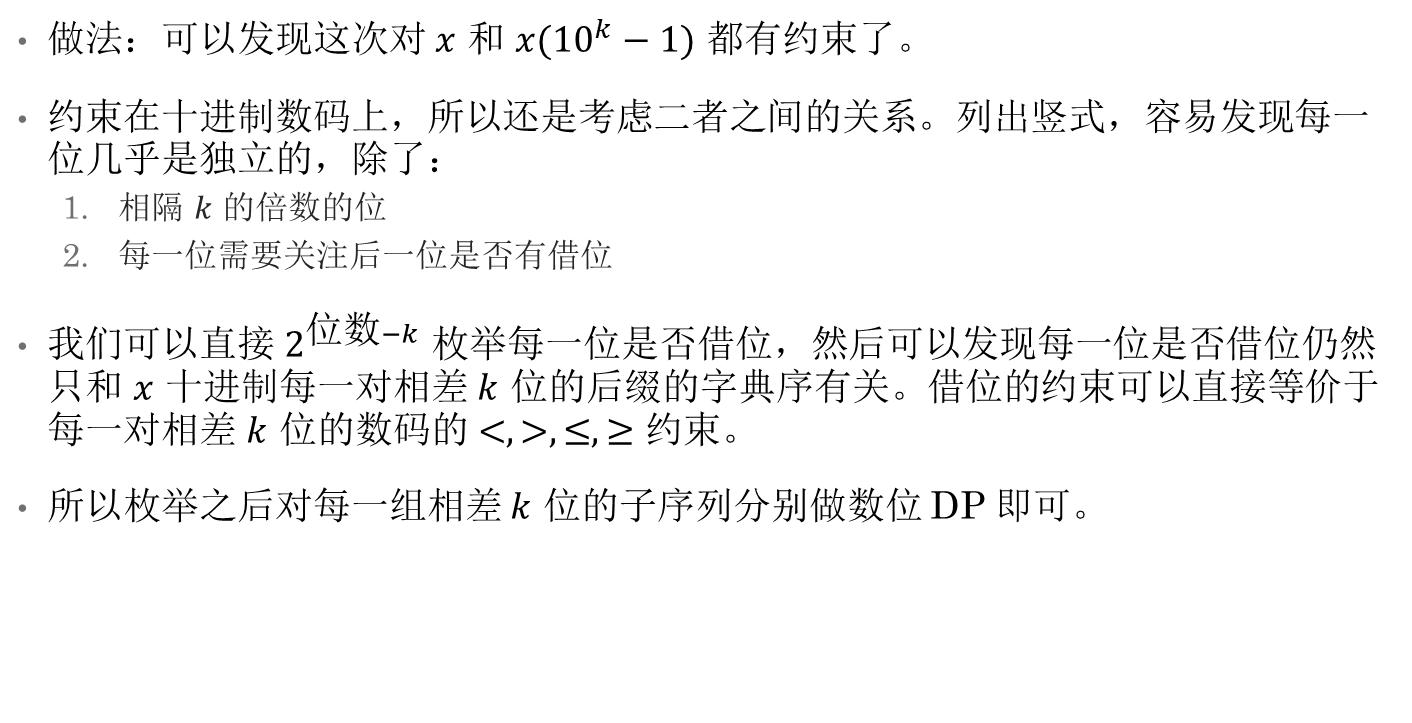 • 做法：可以发现这次对 x 和 x(10^k − 1) 都有约束了。
• 约束在十进制数码上，所以还是考虑二者之间的关系。列出竖式，容易发现每一
位几乎是独立的，除了：
1. 相隔 k 的倍数的位
2. 每一位需要关注后一位是否有借位
• 我们可以直接 2^位数−k 枚举每一位是否借位，然后可以发现每一位是否借位仍然
只和 x 十进制每一对相差 k 位的后缀的字典序有关。借位的约束可以直接等价于
每一对相差 k 位的数码的 <, >, ≤, ≥ 约束。
• 所以枚举之后对每一组相差 k 位的子序列分别做数位 DP 即可。